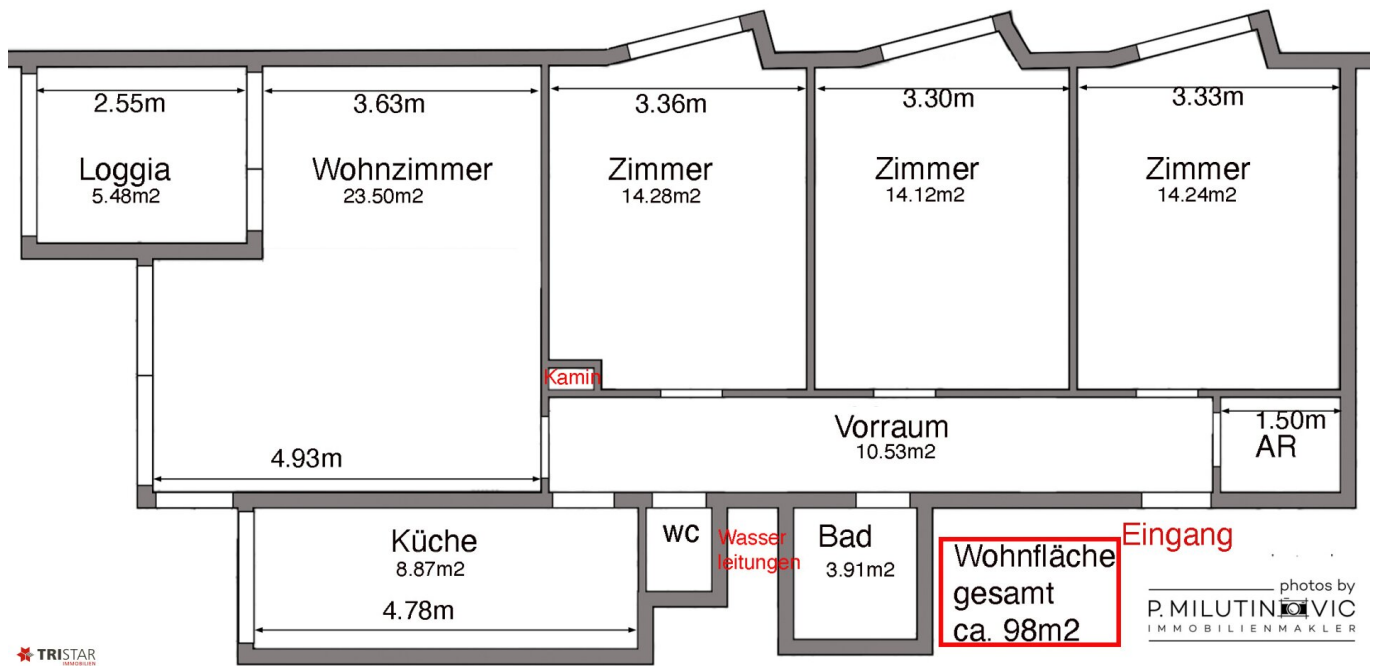 2.55m
3.63m
3.36m
3.30m
3.33m
Loggia
5.48m2
Wohnzimmer
23.50m2
Zimmer
14.28m2
Zimmer
14.12m2
Zimmer
14.24m2
Kamin
Vorraum
10.53m2
1.50m
AR
4.93m
Küche
8.87m2
4.78m
wc
Wasser
leitungen
Bad
3.91m2
Eingang
Wohnfläche
gesamt
ca. 98m2
photos by
P.MILUTINOVIC
IMMOBILIENMAKLER
TRISTAR
IMMOBILIEN